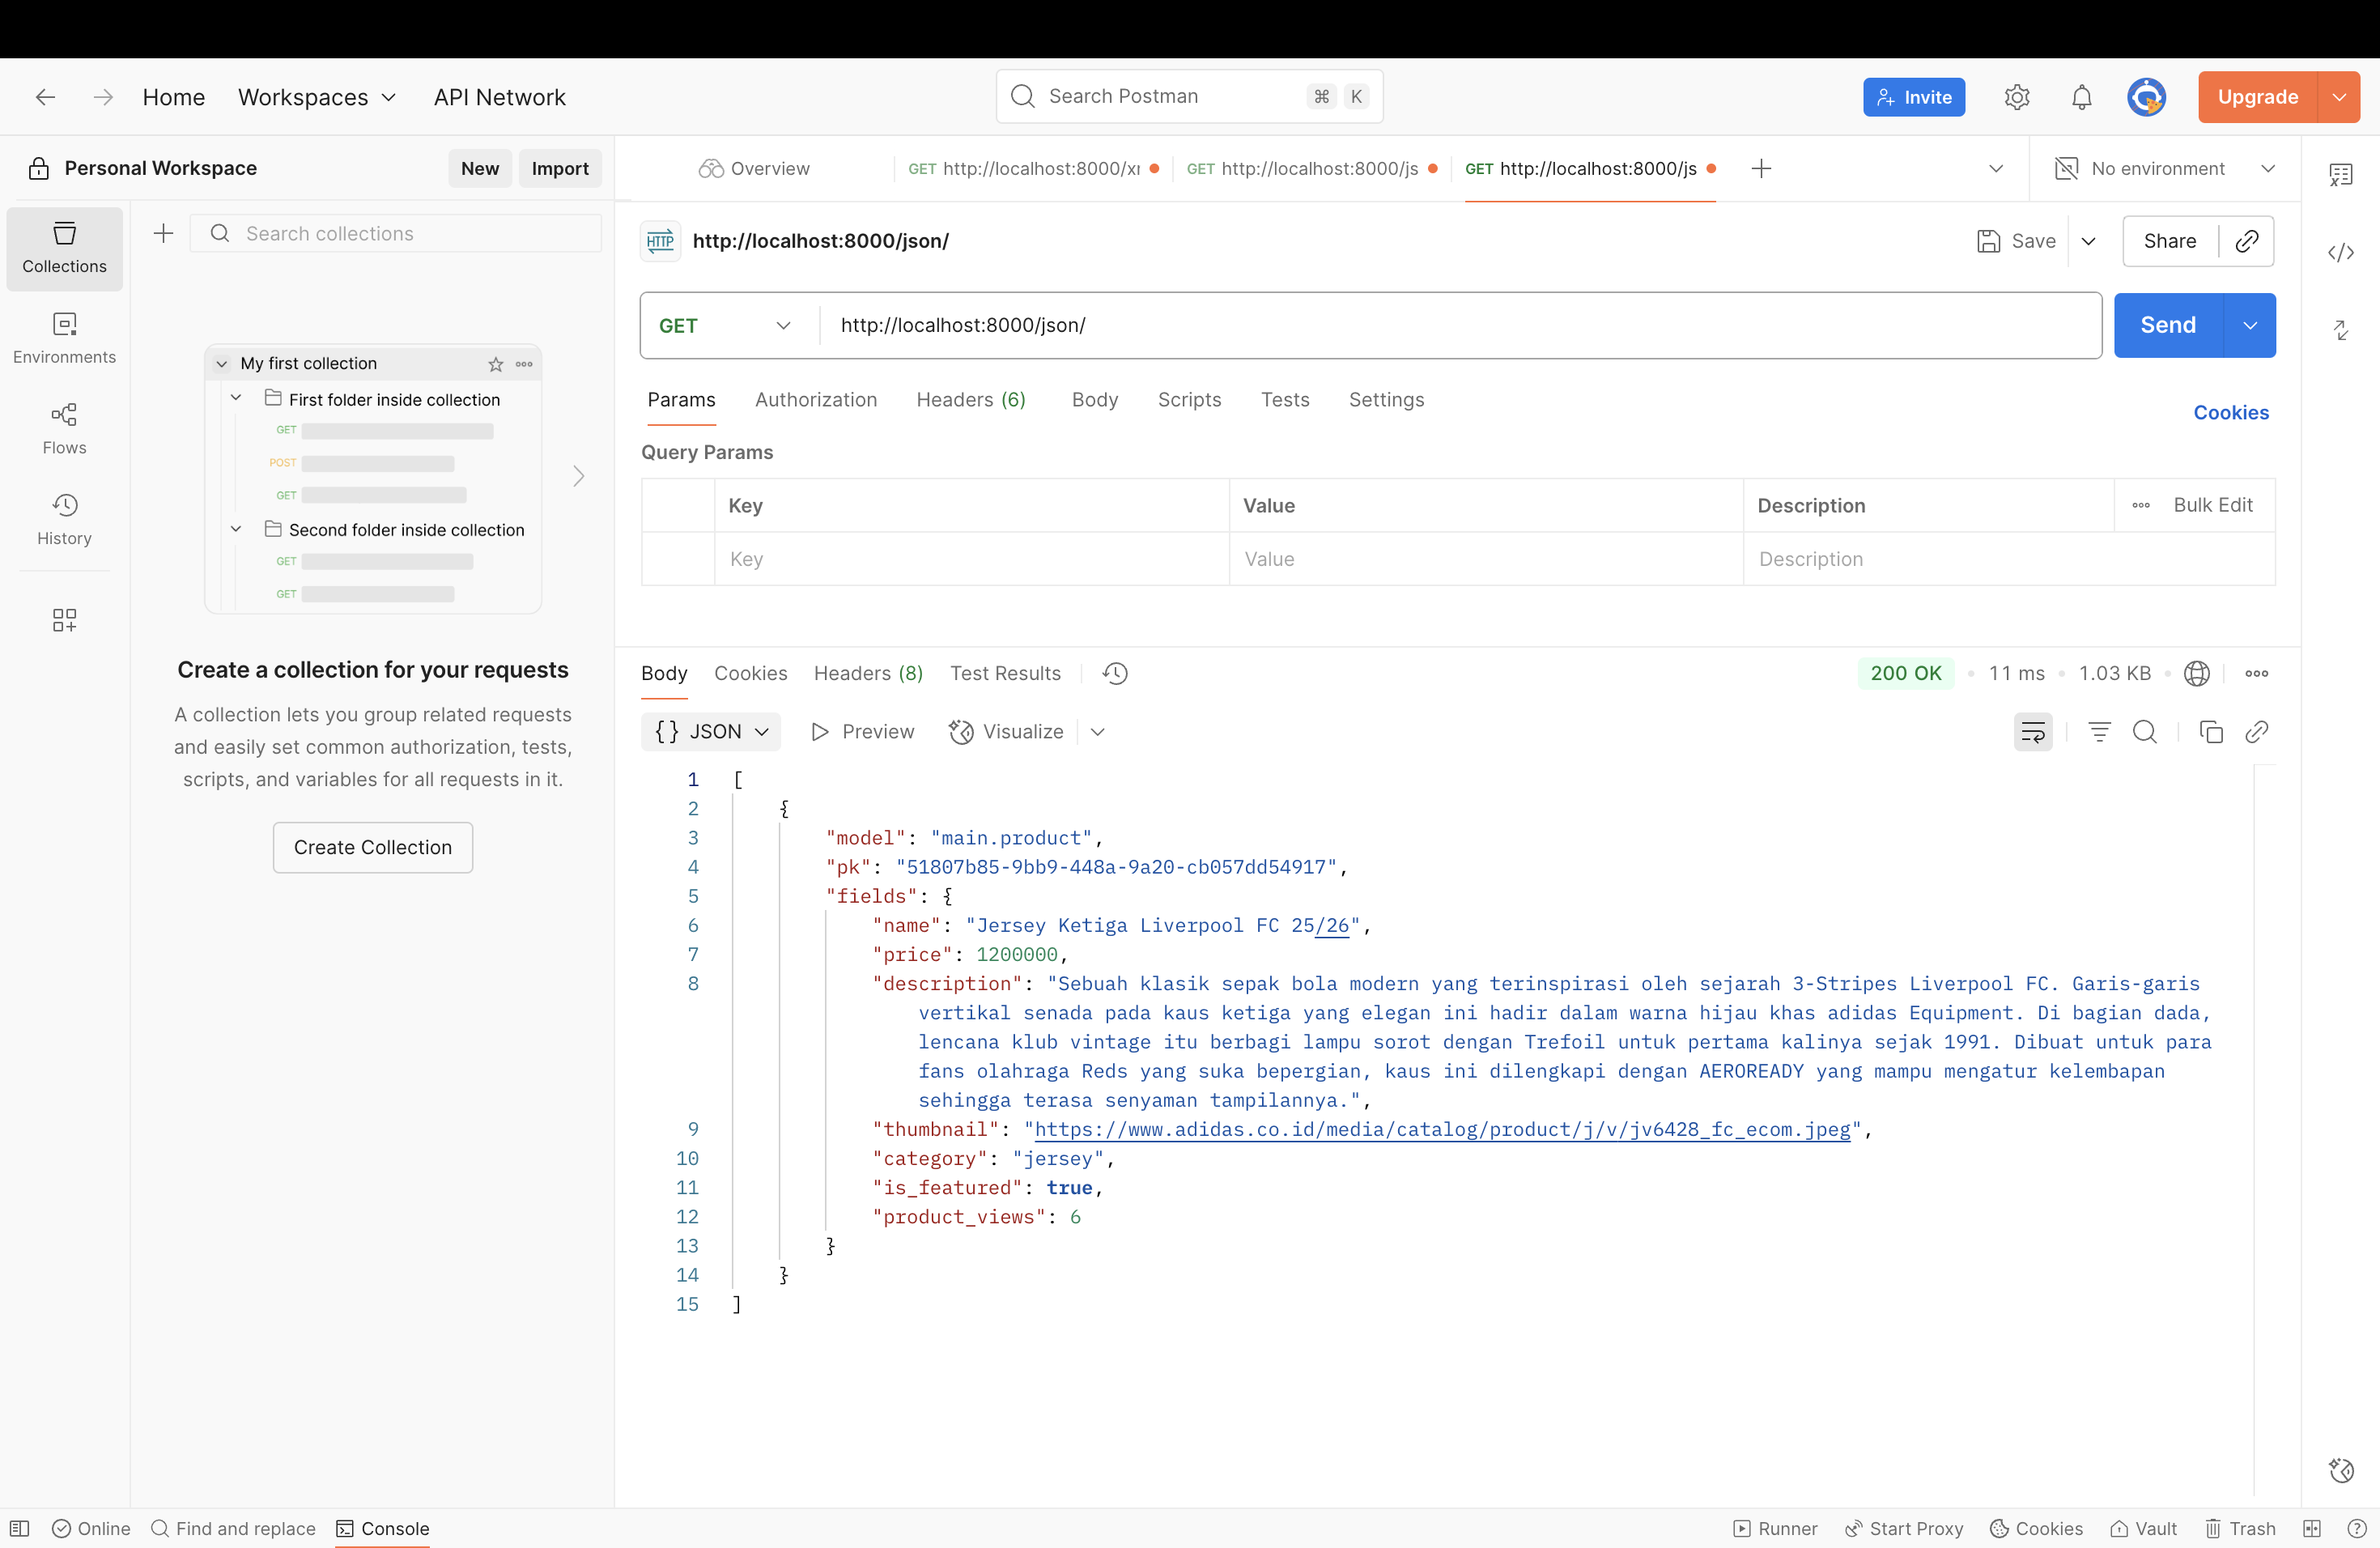 Home
Workspaces
API Network
Search Postman
⌘ K
Invite
Upgrade
Personal Workspace
New
Import
Overview
GET http://localhost:8000/xr
GET http://localhost:8000/js
GET http://localhost:8000/js
No environment
Collections
Environments
Flows
History
Search collections
My first collection
First folder inside collection
GET
POST
GET
Second folder inside collection
GET
GET
Create a collection for your requests
A collection lets you group related requests
and easily set common authorization, tests,
scripts, and variables for all requests in it.
Create Collection
HTTP http://localhost:8000/json/
Save
Share
GET http://localhost:8000/json/
Send
Params Authorization Headers (6) Body Scripts Tests Settings
Cookies
Query Params
Key Value Description Bulk Edit
Key Value Description
Body Cookies Headers (8) Test Results
200 OK • 11 ms • 1.03 KB
{} JSON Preview Visualize
1 [
2 {
3 "model": "main.product",
4 "pk": "51807b85-9bb9-448a-9a20-cb057dd54917",
5 "fields": {
6 "name": "Jersey Ketiga Liverpool FC 25/26",
7 "price": 1200000,
8 "description": "Sebuah klasik sepak bola modern yang terinspirasi oleh sejarah 3-Stripes Liverpool FC. Garis-garis
vertikal senada pada kaus ketiga yang elegan ini hadir dalam warna hijau khas adidas Equipment. Di bagian dada,
lencana klub vintage itu berbagi lampu sorot dengan Trefoil untuk pertama kalinya sejak 1991. Dibuat untuk para
fans olahraga Reds yang suka bepergian, kaus ini dilengkapi dengan AEROREADY yang mampu mengatur kelembapan
sehingga terasa senyaman tampilannya.",
9 "thumbnail": "https://www.adidas.co.id/media/catalog/product/j/v/jv6428_fc_ecom.jpeg",
10 "category": "jersey",
11 "is_featured": true,
12 "product_views": 6
13 }
14 }
15 ]
Online
Find and replace
Console
Runner
Start Proxy
Cookies
Vault
Trash